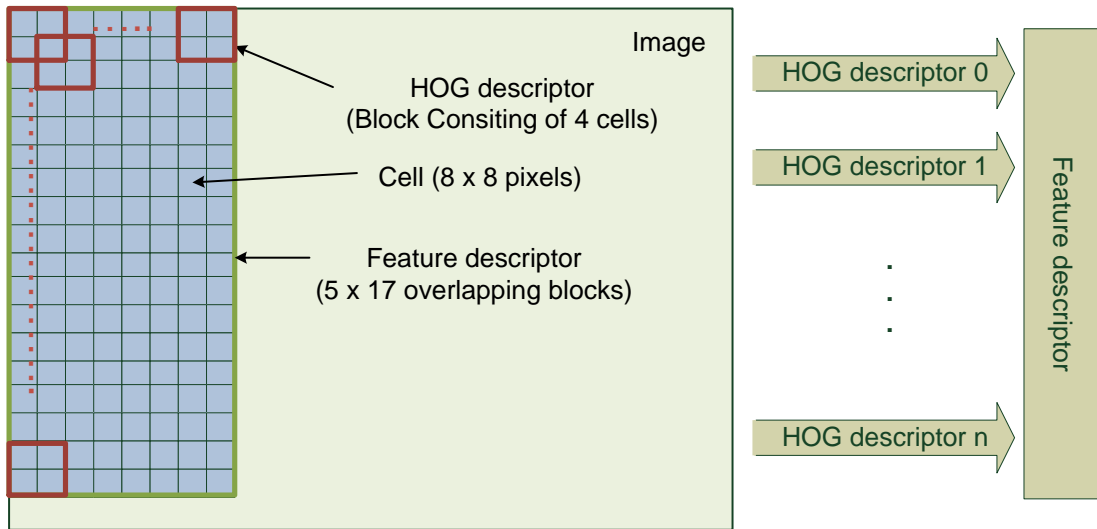 Image
HOG descriptor
(Block Consiting of 4 cells)
Cell (8 x 8 pixels)
Feature descriptor
(5 x 17 overlapping blocks)
HOG descriptor 0
HOG descriptor 1
.
.
.
HOG descriptor n
Feature descriptor